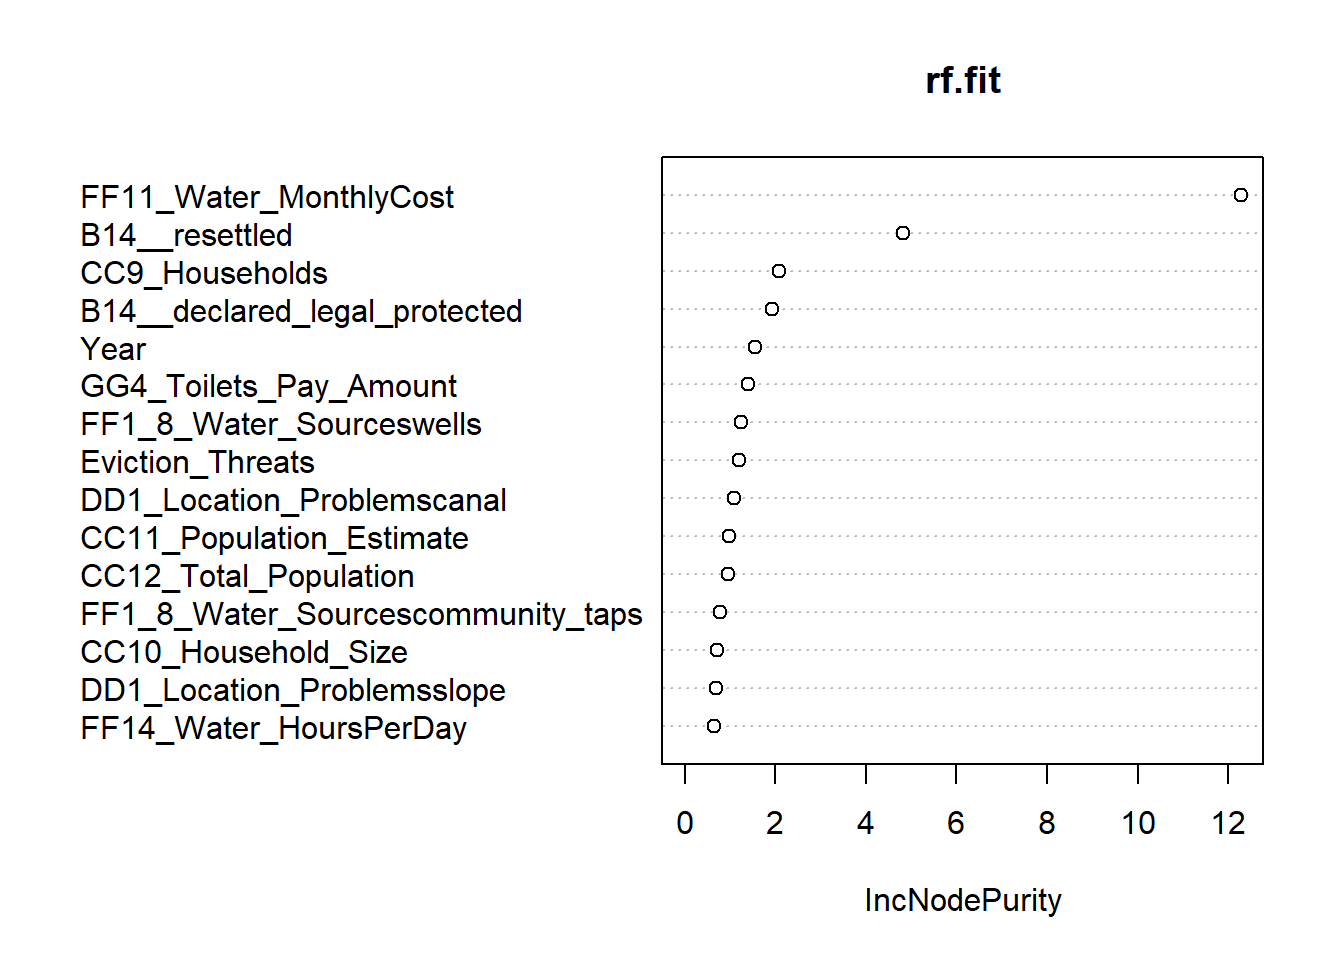 rf.fit
FF11_Water_MonthlyCost
B14__resettled
CC9_Households
B14__declared_legal_protected
Year
GG4_Toilets_Pay_Amount
FF1_8_Water_Sourceswells
Eviction_Threats
DD1_Location_Problemscanal
CC11_Population_Estimate
CC12_Total_Population
FF1_8_Water_Sourcescommunity_taps
CC10_Household_Size
DD1_Location_Problemsslope
FF14_Water_HoursPerDay
0 2 4 6 8 10 12
IncNodePurity